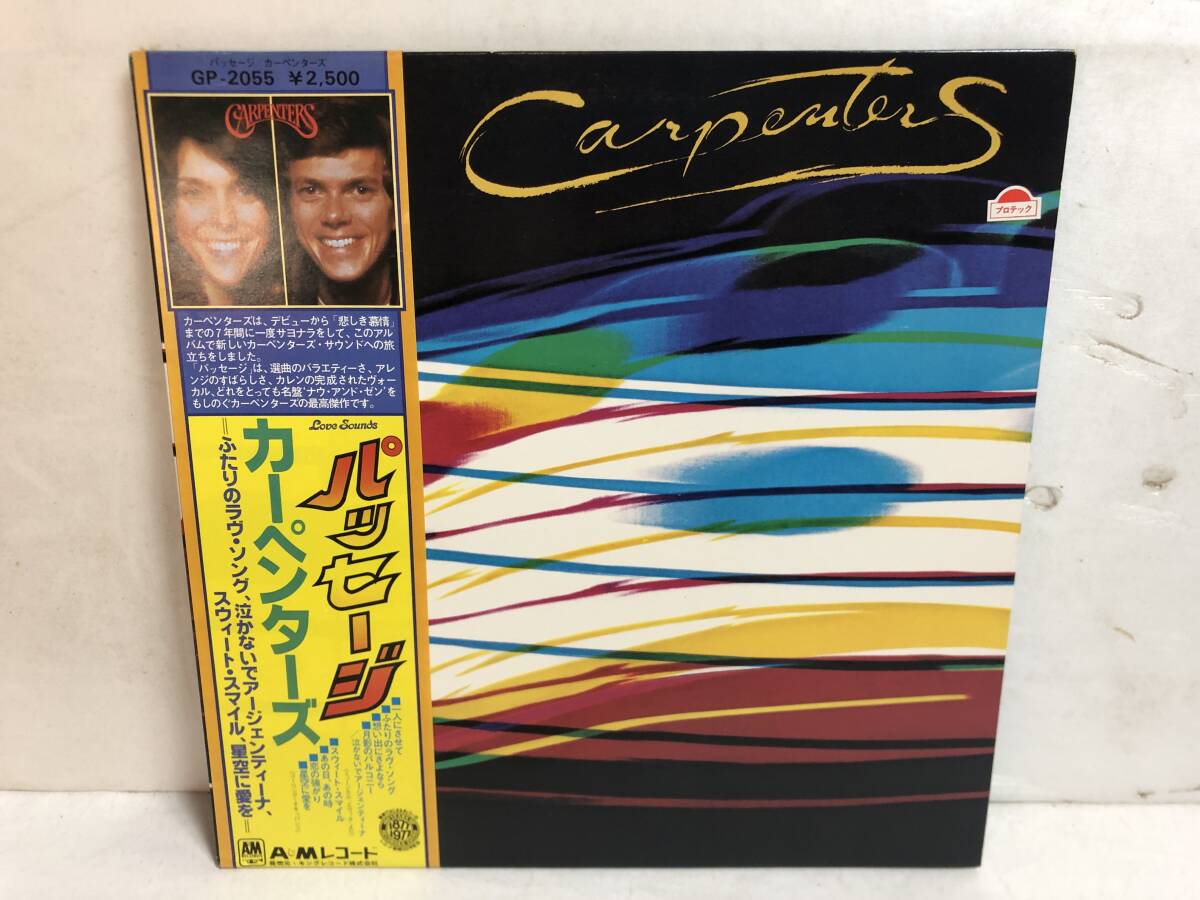 パッセージ/カーペンターズ
GP-2055 ¥2,500
CARPENTERS
カーペンターズは、デビューから「悲しき慕情」
までの7年間に一度サヨナラをして、このアル
バムで新しいカーペンターズ・サウンドへの旅
立ちをしました。
「パッセージ」は、選曲のバラエティーさ、アレ
ンジのすばらしさ、カレンの完成されたヴォー
カル、どれをとっても名盤'ナウ・アンド・ゼン'を
もしのぐカーペンターズの最高傑作です。
Love Sounds
パッセージ
カーペンターズ
=ふたりのラヴ・ソング、泣かないでアージェンティーナ、
スウィート・スマイル、星空に愛を=
■一人にさせて
■ふたりのラヴ・ソング
■想い出にさよなら
■月影のバルコニー
/泣かないでアージェンティーナ
■スウィート・スマイル
■あの日、あの時
■恋の強がり
■星空に愛を
1877
1977
AM
A&Mレコード
発売元・キングレコード株式会社
Carpenters
プロテック